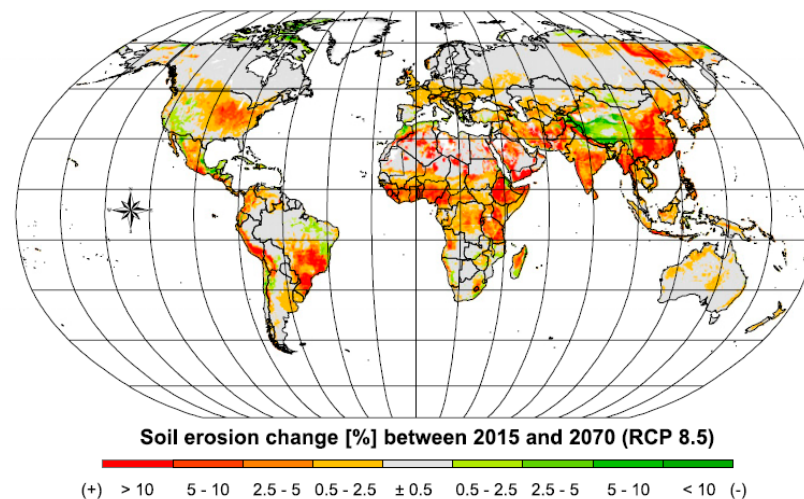 Soil erosion change [%] between 2015 and 2070 (RCP 8.5)
(+) > 10 5 - 10 2.5 - 5 0.5 - 2.5 ± 0.5 0.5 - 2.5 2.5 - 5 5 - 10 < 10 (-)